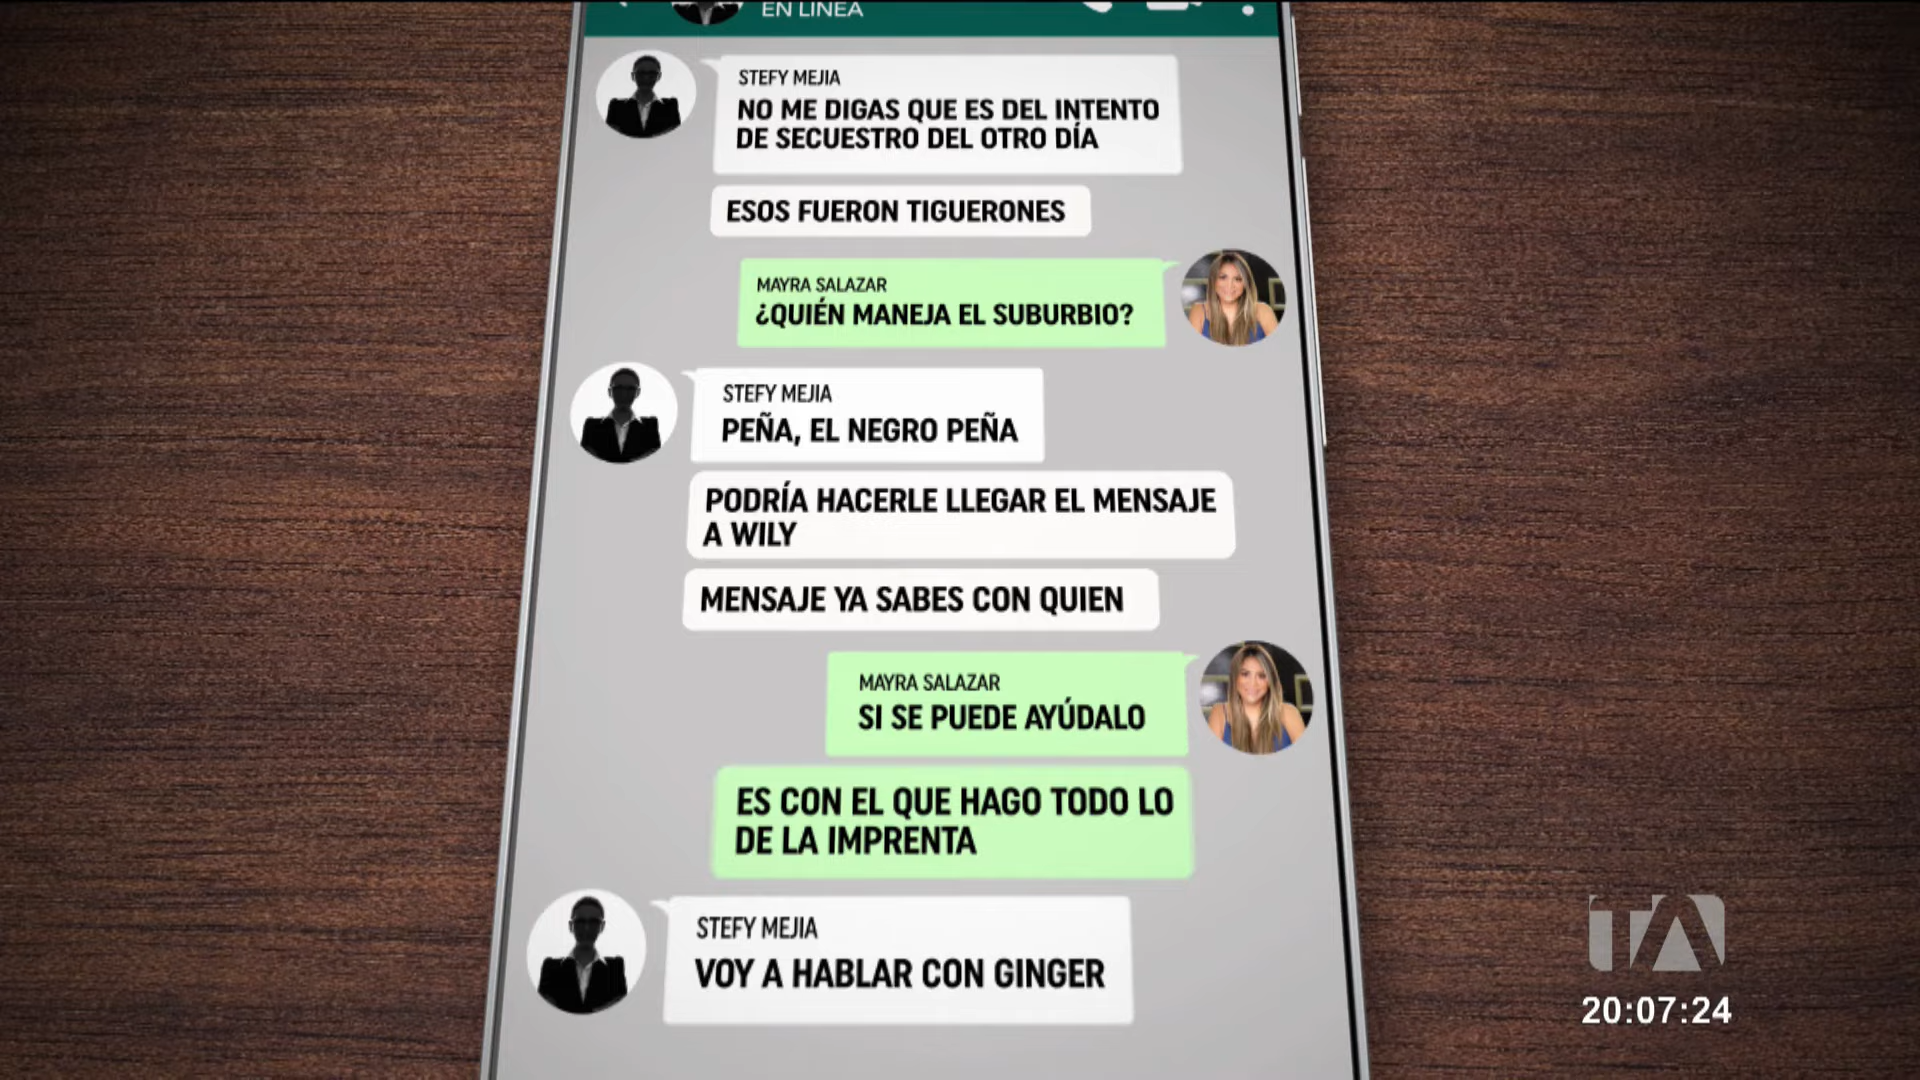 EN LÍNEA
STEFY MEJIA
NO ME DIGAS QUE ES DEL INTENTO
DE SECUESTRO DEL OTRO DÍA
ESOS FUERON TIGUERONES
MAYRA SALAZAR
¿QUIÉN MANEJA EL SUBURBIO?
STEFY MEJIA
PEÑA, EL NEGRO PEÑA
PODRÍA HACERLE LLEGAR EL MENSAJE
A WILY
MENSAJE YA SABES CON QUIEN
MAYRA SALAZAR
SI SE PUEDE AYÚDALO
ES CON EL QUE HAGO TODO LO
DE LA IMPRENTA
STEFY MEJIA
VOY A HABLAR CON GINGER
TA
20:07:24